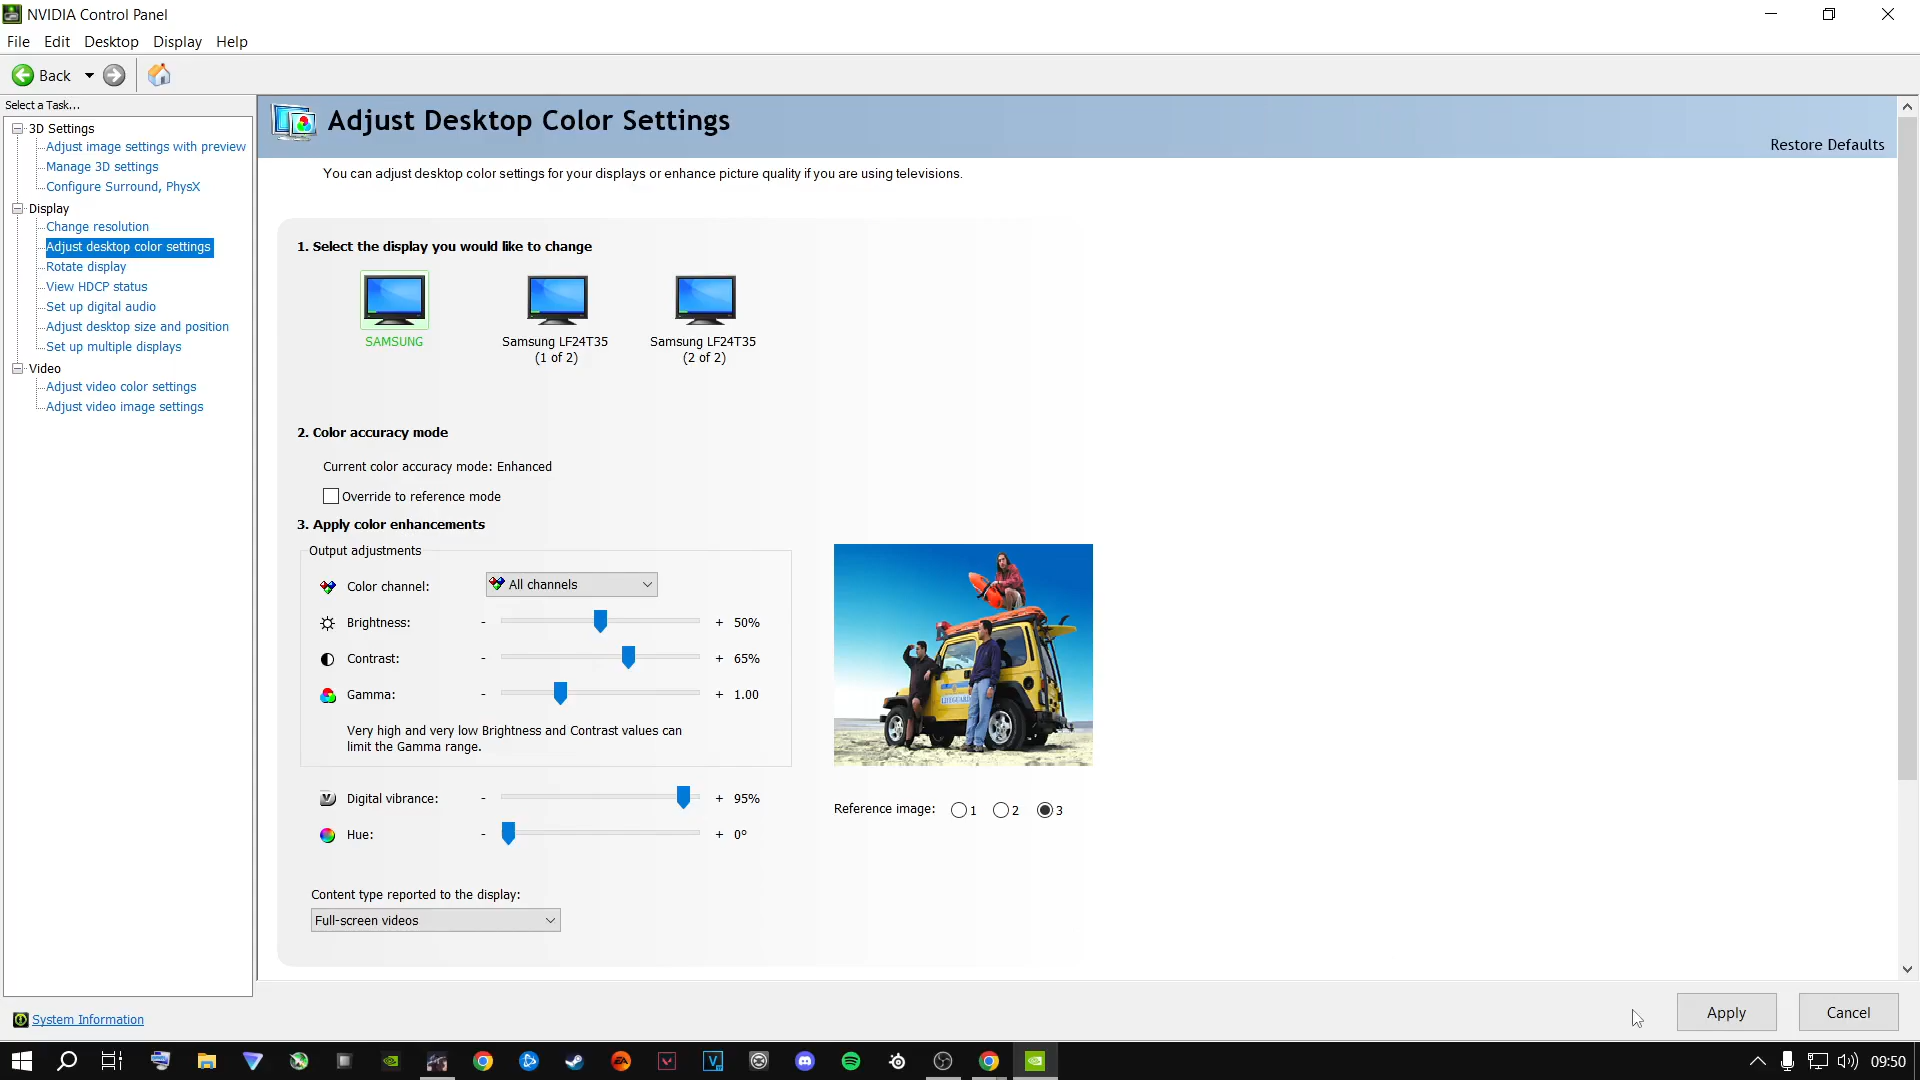 NVIDIA Control Panel
File Edit Desktop Display Help
Back
Select a Task...
3D Settings
Adjust image settings with preview
Manage 3D settings
Configure Surround, PhysX
Display
Change resolution
Adjust desktop color settings
Rotate display
View HDCP status
Set up digital audio
Adjust desktop size and position
Set up multiple displays
Video
Adjust video color settings
Adjust video image settings
System Information
Adjust Desktop Color Settings
Restore Defaults
You can adjust desktop color settings for your displays or enhance picture quality if you are using televisions.
1. Select the display you would like to change
SAMSUNG
Samsung LF24T35
(1 of 2)
Samsung LF24T35
(2 of 2)
2. Color accuracy mode
Current color accuracy mode: Enhanced
Override to reference mode
3. Apply color enhancements
Output adjustments
Color channel: All channels
Brightness: - + 50%
Contrast: - + 65%
Gamma: - + 1.00
Very high and very low Brightness and Contrast values can
limit the Gamma range.
Digital vibrance: - + 95%
Hue: - + 0°
LIFEGUARD
Reference image: 1 2 3
Content type reported to the display:
Full-screen videos
Apply Cancel
09:50